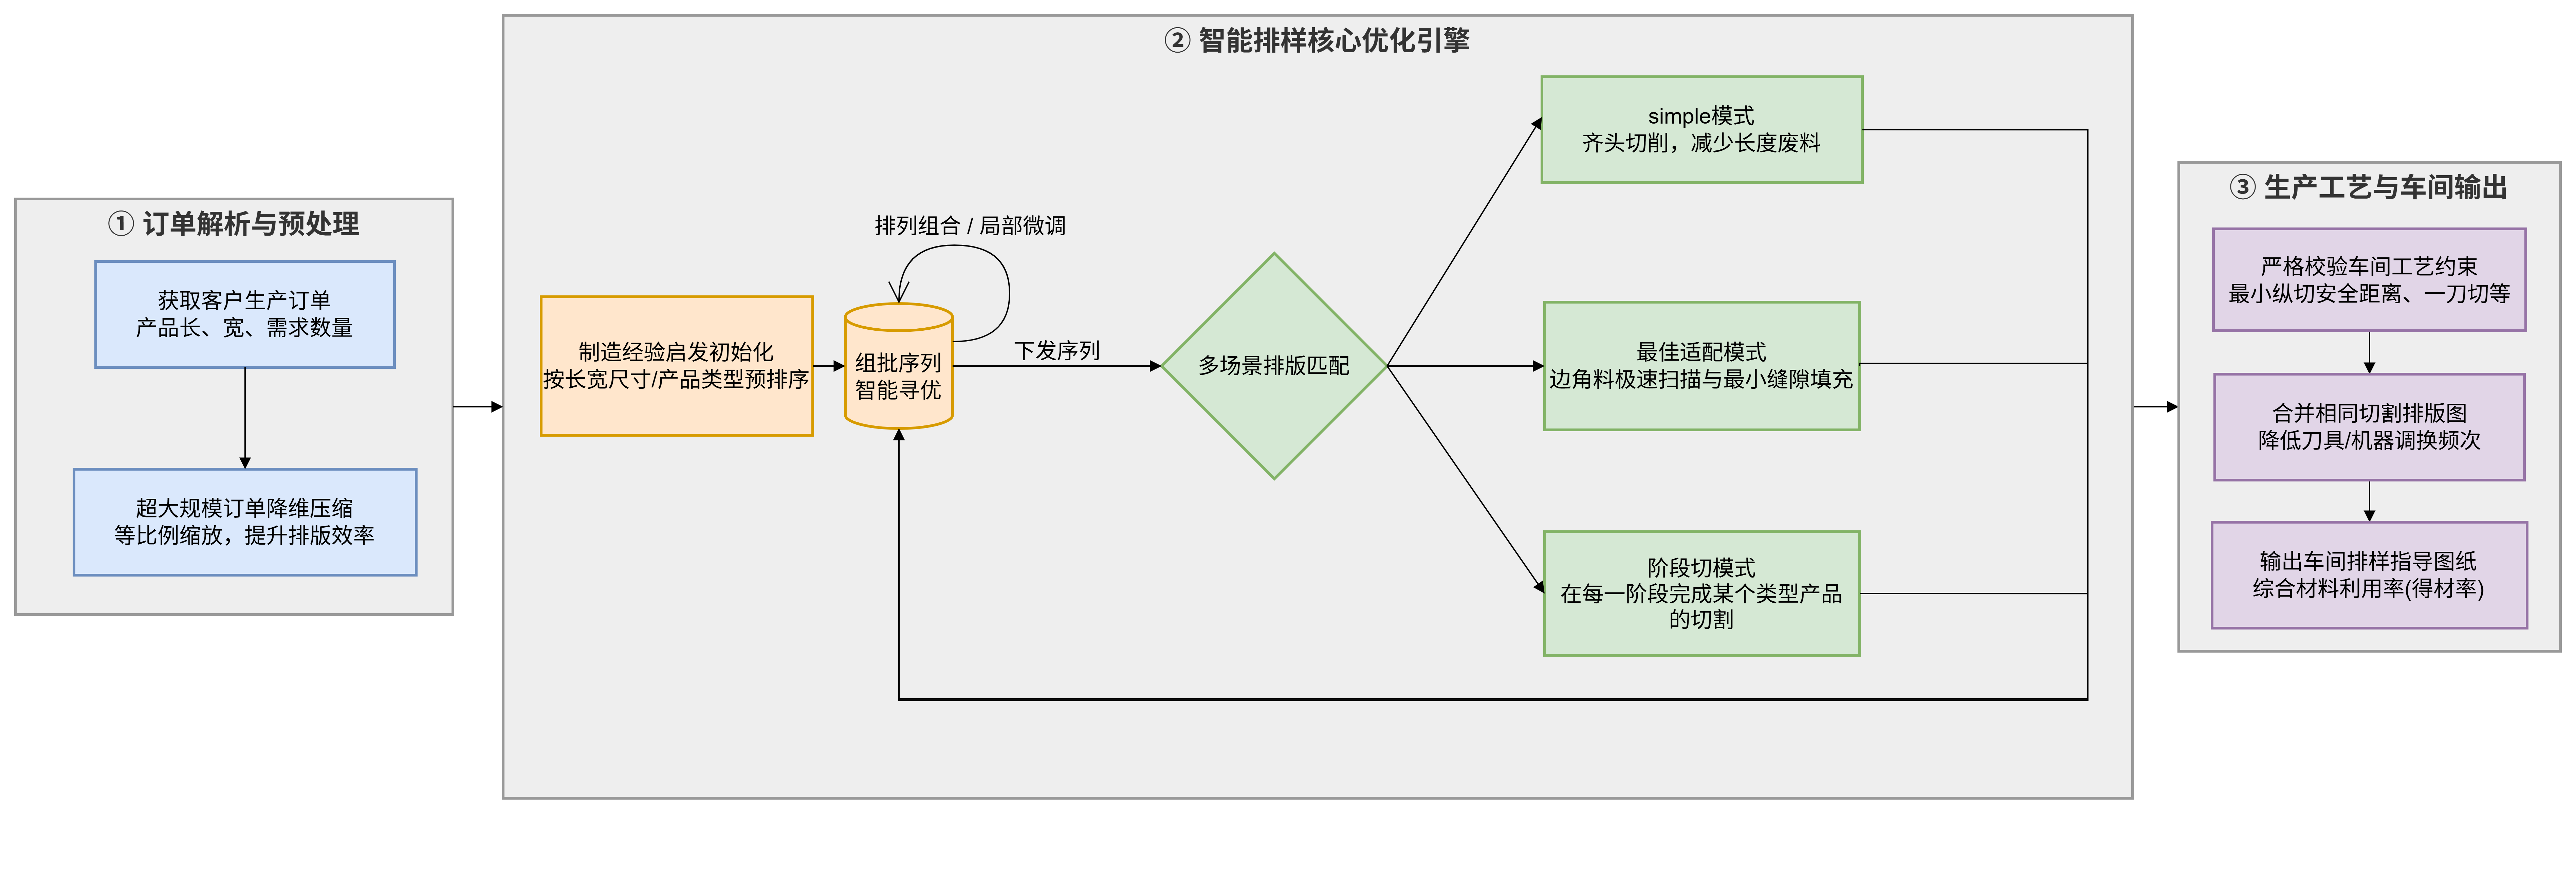 ① 订单解析与预处理
获取客户生产订单
产品长、宽、需求数量
超大规模订单降维压缩
等比例缩放，提升排版效率
② 智能排样核心优化引擎
制造经验启发初始化
按长宽尺寸/产品类型预排序
排列组合 / 局部微调
组批序列
智能寻优
下发序列
多场景排版匹配
simple模式
齐头切削，减少长度废料
最佳适配模式
边角料极速扫描与最小缝隙填充
阶段切模式
在每一阶段完成某个类型产品
的切割
③ 生产工艺与车间输出
严格校验车间工艺约束
最小纵切安全距离、一刀切等
合并相同切割排版图
降低刀具/机器调换频次
输出车间排样指导图纸
综合材料利用率(得材率)